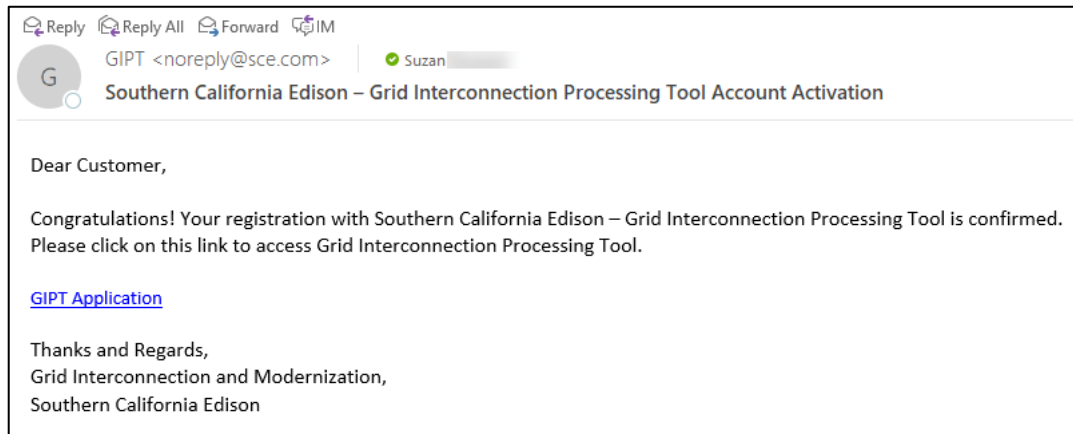 Reply Reply All Forward IM
G
GIPT <noreply@sce.com> Suzan
Southern California Edison – Grid Interconnection Processing Tool Account Activation
Dear Customer,
Congratulations! Your registration with Southern California Edison – Grid Interconnection Processing Tool is confirmed.
Please click on this link to access Grid Interconnection Processing Tool.
GIPT Application
Thanks and Regards,
Grid Interconnection and Modernization,
Southern California Edison